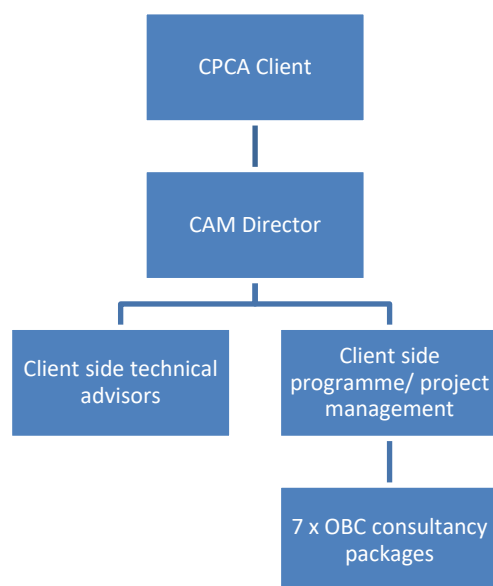 CPCA Client
CAM Director
Client side technical
advisors
Client side
programme/ project
management
7 x OBC consultancy
packages